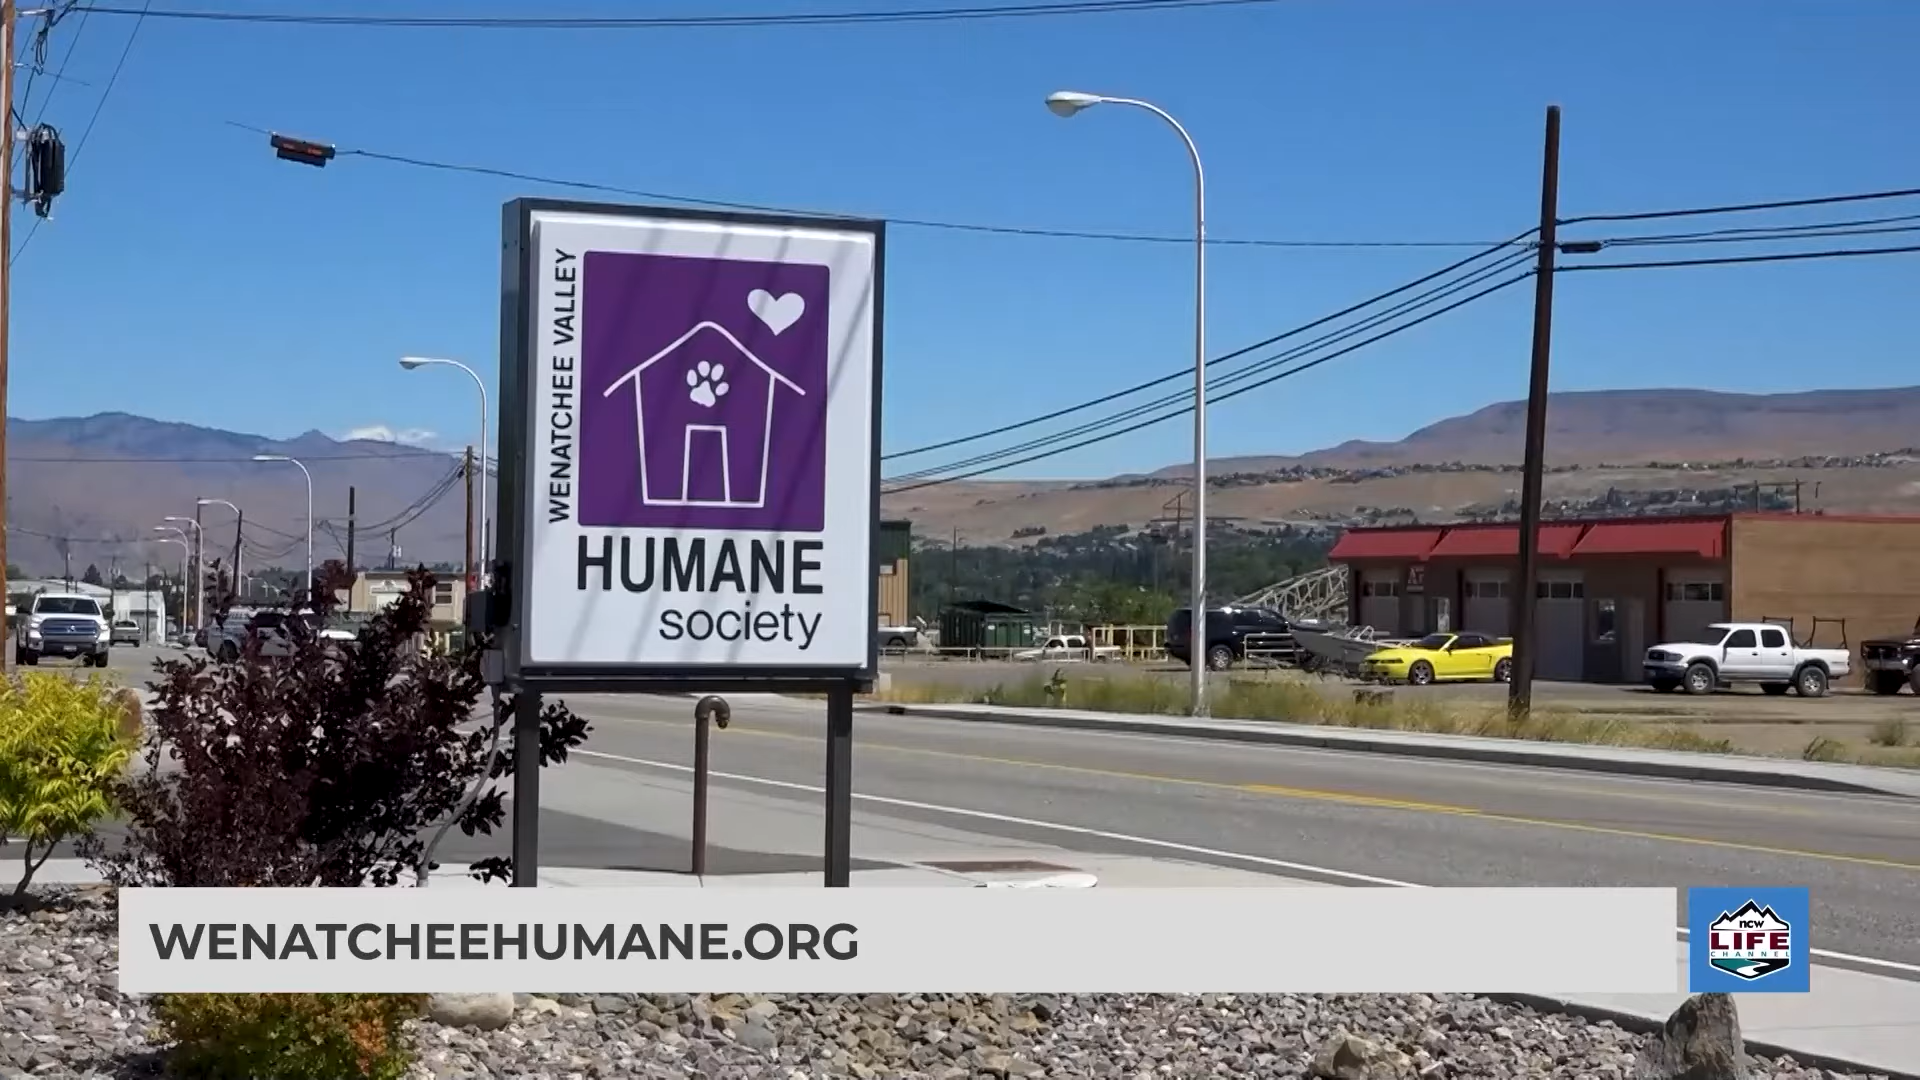 WENATCHEE VALLEY
HUMANE
society
WENATCHEEHUMANE.ORG
ncw
LIFE
CHANNEL